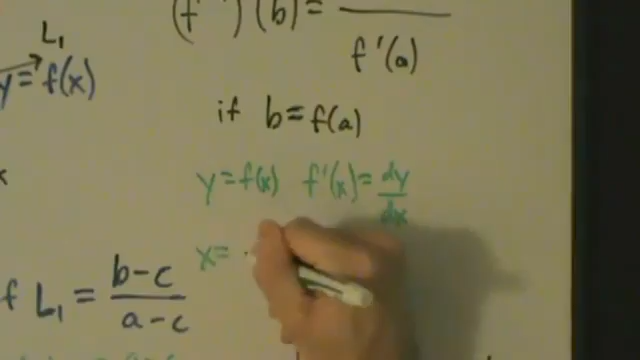 L₁
y = f(x)
(f⁻¹)'(b) = ———
f'(a)
if b = f(a)
y = f(x) f'(x) = dy/dx
x =
f L₁ = b-c/a-c